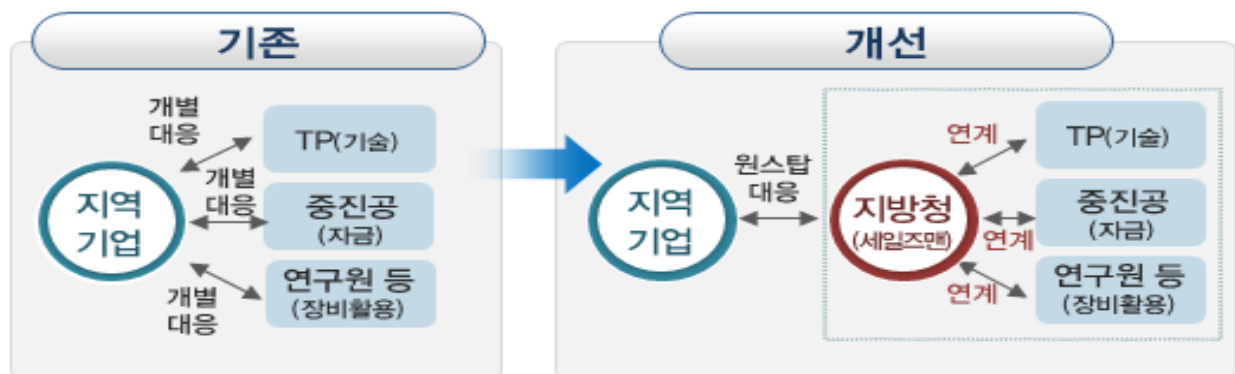 기존
개별
대응
TP(기술)
개별
대응
지역
기업
중진공
(자금)
개별
대응
연구원 등
(장비활용)
개선
지역
기업
원스탑
대응
지방청
(세일즈맨)
연계
TP(기술)
연계
중진공
(자금)
연계
연구원 등
(장비활용)